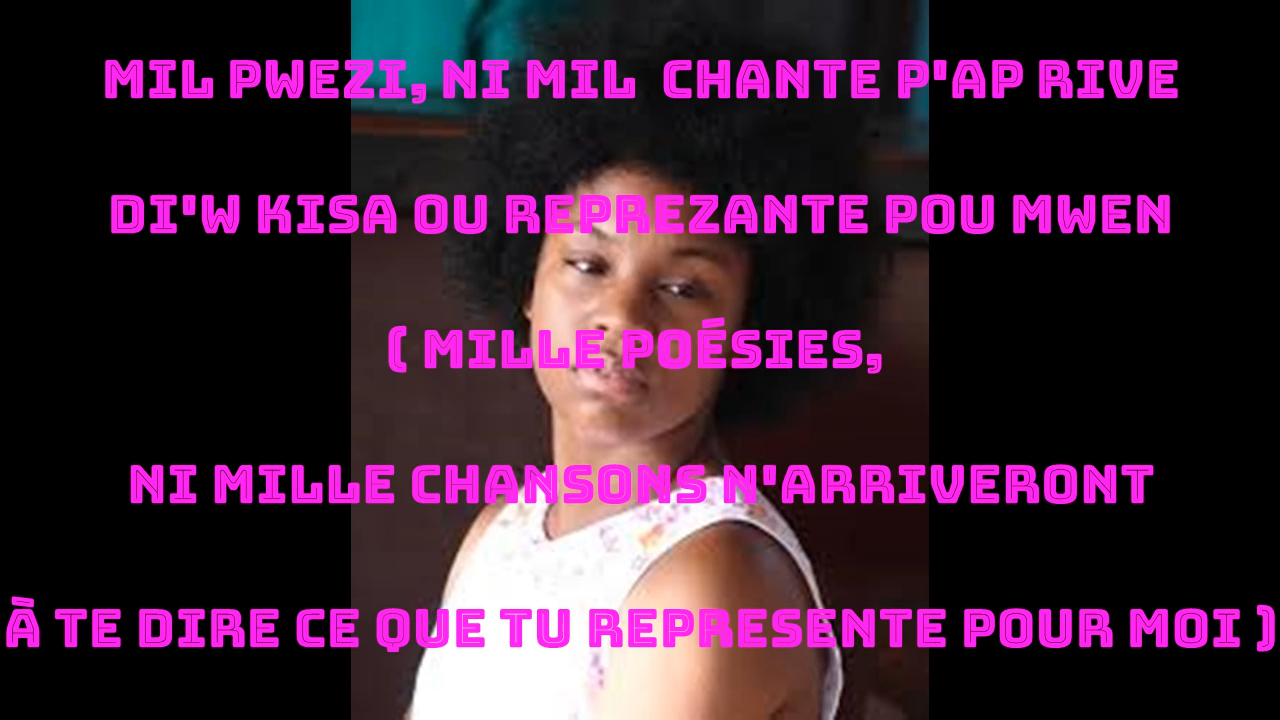 MIL PWEZI, NI MIL CHANTE P'AP RIVE
DI'W KISA OU REPREZANTE POU MWEN
( MILLE POÉSIES,
NI MILLE CHANSONS N'ARRIVERONT
À TE DIRE CE QUE TU REPRESENTE POUR MOI )